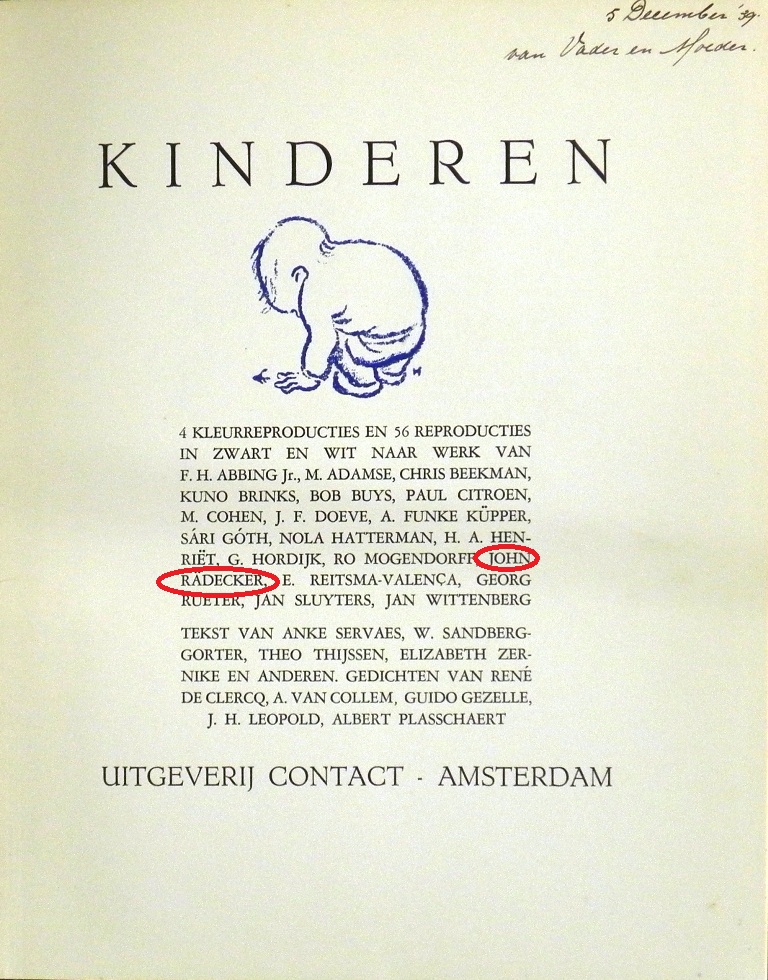 5 December '39.
van Vader en Moeder.
KINDEREN
4 KLEURREPRODUCTIES EN 56 REPRODUCTIES
IN ZWART EN WIT NAAR WERK VAN
F. H. ABBING Jr., M. ADAMSE, CHRIS BEEKMAN,
KUNO BRINKS, BOB BUYS, PAUL CITROEN,
M. COHEN, J. F. DOEVE, A. FUNKE KÜPPER,
SÁRI GÓTH, NOLA HATTERMAN, H. A. HEN-
RIËT, G. HORDIJK, RO MOGENDORFF, JOHN
RÄDECKER, E. REITSMA-VALENÇA, GEORG
RUETER, JAN SLUYTERS, JAN WITTENBERG
TEKST VAN ANKE SERVAES, W. SANDBERG-
GORTER, THEO THIJSSEN, ELIZABETH ZER-
NIKE EN ANDEREN. GEDICHTEN VAN RENÉ
DE CLERCQ, A. VAN COLLEM, GUIDO GEZELLE,
J. H. LEOPOLD, ALBERT PLASSCHAERT
UITGEVERIJ CONTACT - AMSTERDAM